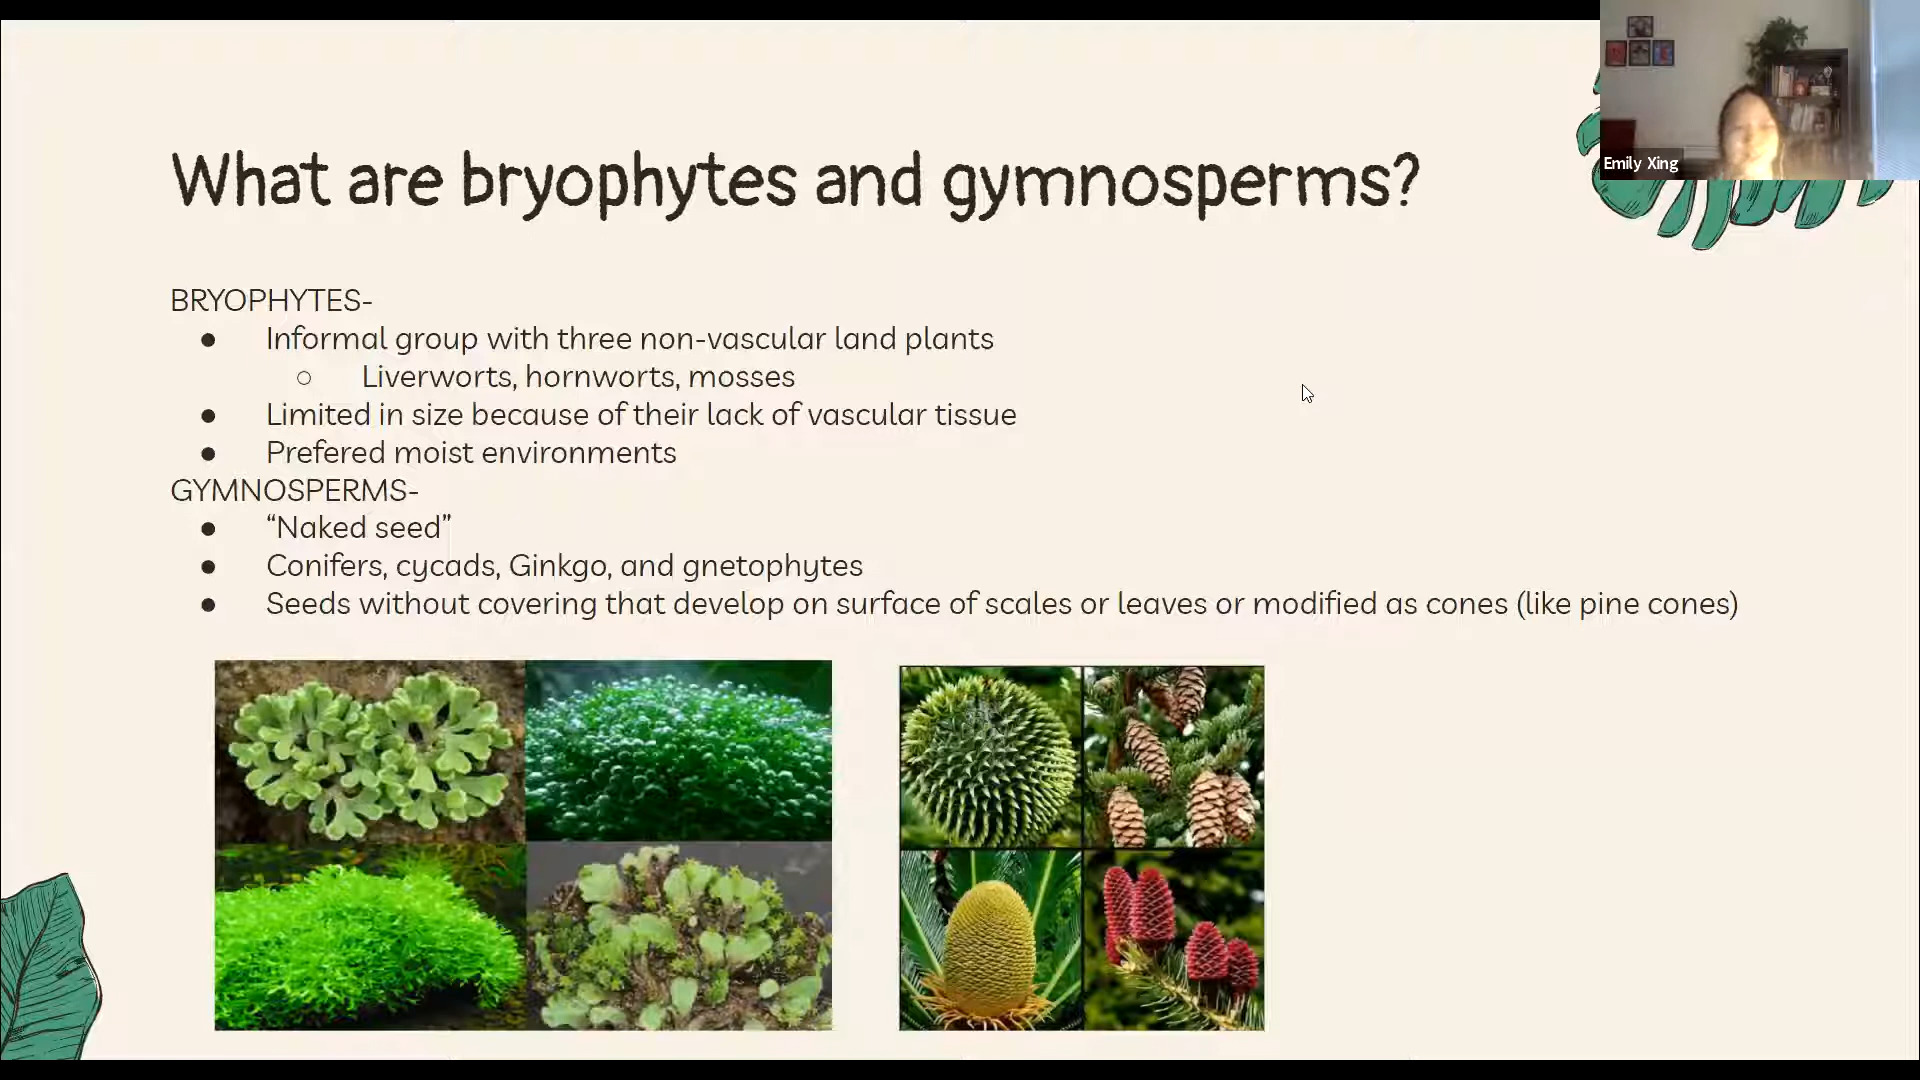 What are bryophytes and gymnosperms?
Emily Xing
BRYOPHYTES-
● Informal group with three non-vascular land plants
○ Liverworts, hornworts, mosses
● Limited in size because of their lack of vascular tissue
● Prefered moist environments
GYMNOSPERMS-
● “Naked seed”
● Conifers, cycads, Ginkgo, and gnetophytes
● Seeds without covering that develop on surface of scales or leaves or modified as cones (like pine cones)